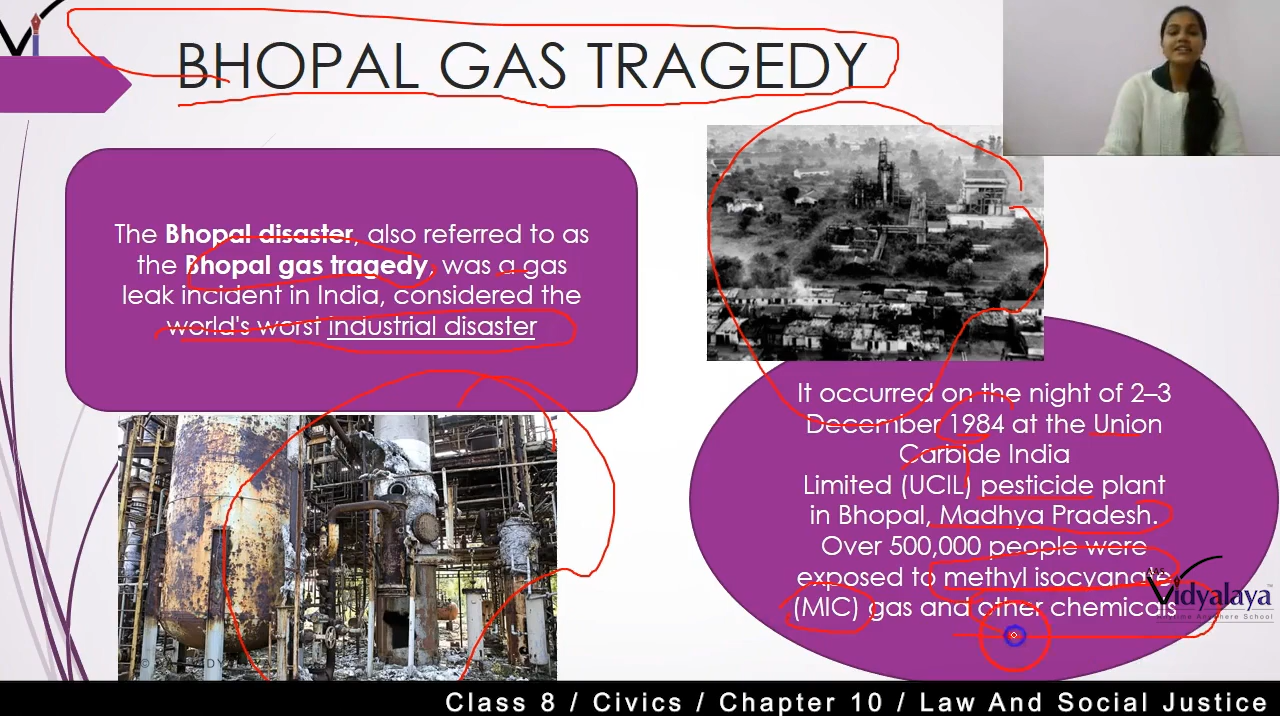 BHOPAL GAS TRAGEDY
The Bhopal disaster, also referred to as
the Bhopal gas tragedy, was a gas
leak incident in India, considered the
world's worst industrial disaster
It occurred on the night of 2–3
December 1984 at the Union
Carbide India
Limited (UCIL) pesticide plant
in Bhopal, Madhya Pradesh.
Over 500,000 people were
exposed to methyl isocyanate
(MIC) gas and other chemicals
Vidyalaya
Anytime Anywhere School
Class 8 / Civics / Chapter 10 / Law And Social Justice